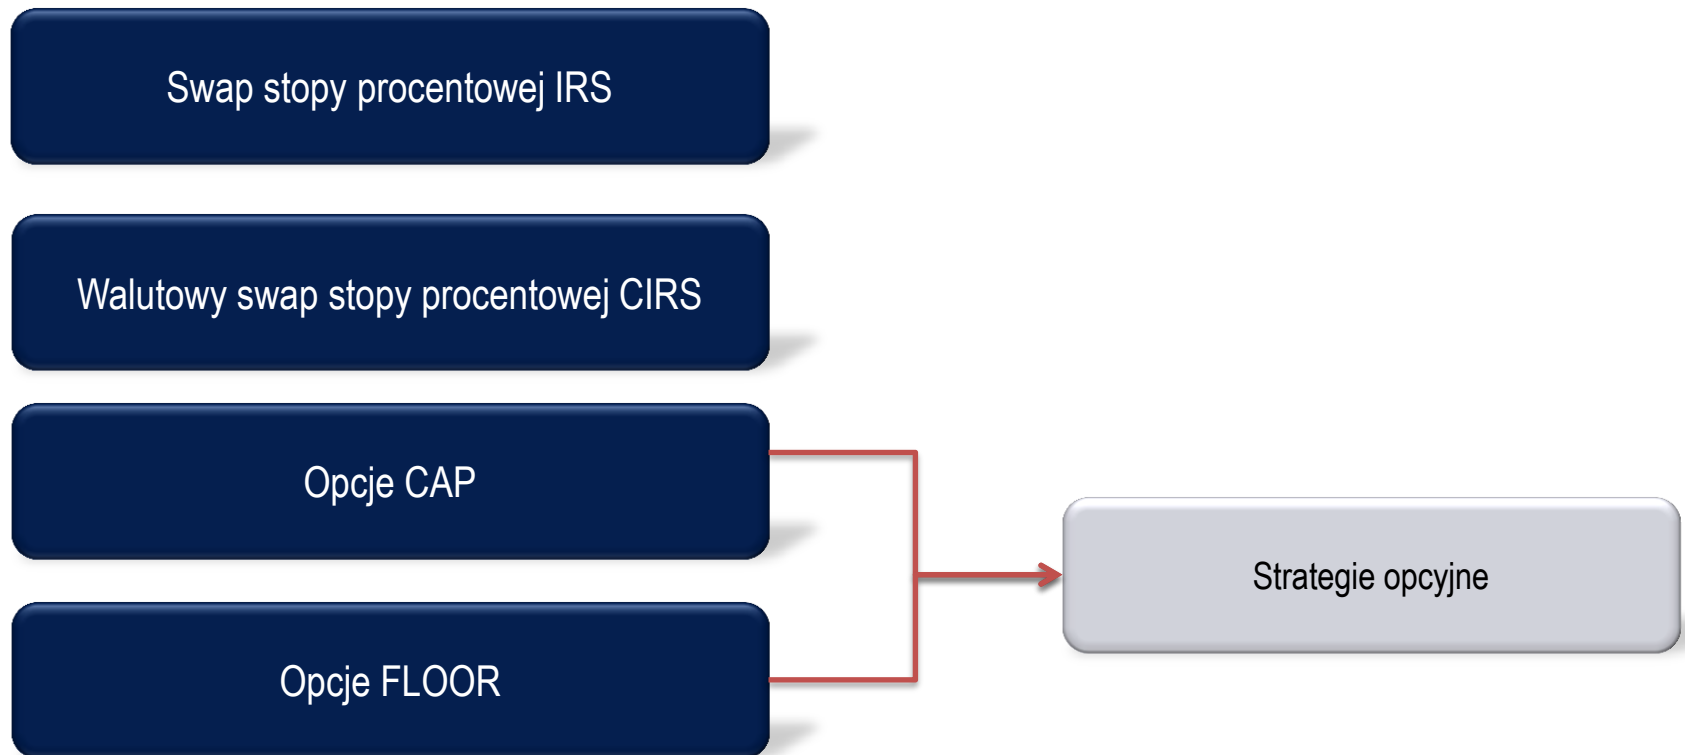 Swap stopy procentowej IRS
Walutowy swap stopy procentowej CIRS
Opcje CAP
Strategie opcyjne
Opcje FLOOR